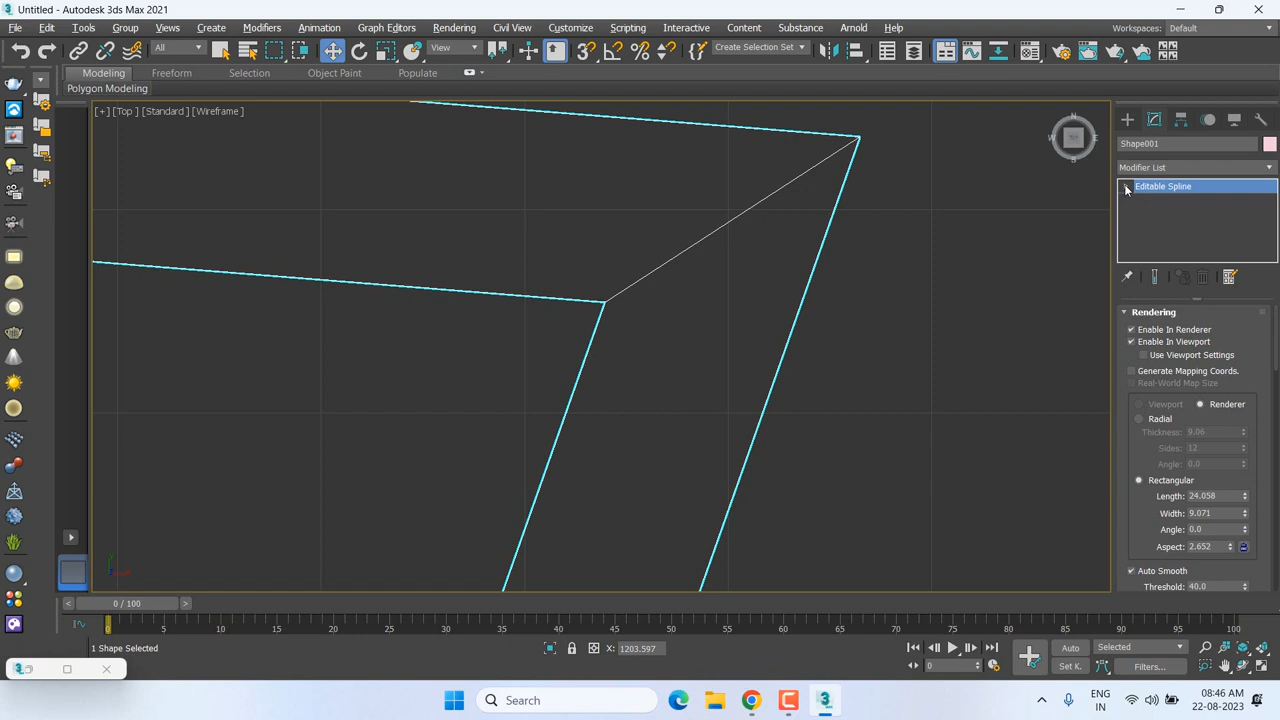 Untitled - Autodesk 3ds Max 2021
File Edit Tools Group Views Create Modifiers Animation Graph Editors Rendering Civil View Customize Scripting Interactive Content Substance Arnold Help Workspaces: Default
All View Create Selection Set
Modeling Freeform Selection Object Paint Populate
Polygon Modeling
[+] [Top ] [Standard ] [Wireframe ]
N
W E
S
Shape001
Modifier List
Editable Spline
Rendering
Enable In Renderer
Enable In Viewport
Use Viewport Settings
Generate Mapping Coords.
Real-World Map Size
Viewport Renderer
Radial
Thickness: 9.06
Sides: 12
Angle: 0.0
Rectangular
Length: 24.058
Width: 9.071
Angle: 0.0
Aspect: 2.652
Auto Smooth
Threshold: 40.0
0 / 100
0 5 10 15 20 25 30 35 40 45 50 55 60 65 70 75 80 85 90 95 100
1 Shape Selected X: 1203.597 Auto Selected
0 Set K. Filters...
3
Search ENG
IN 08:46 AM
22-08-2023